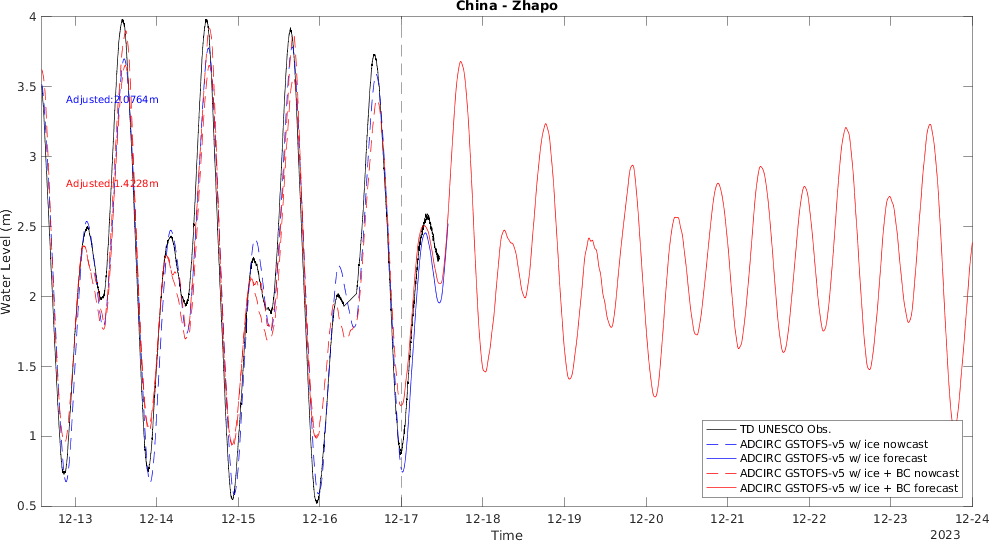 China - Zhapo
4
3.5
3
2.5
2
1.5
1
0.5
Water Level (m)
Adjusted:2.0764m
Adjusted:1.4228m
TD UNESCO Obs.
ADCIRC GSTOFS-v5 w/ ice nowcast
ADCIRC GSTOFS-v5 w/ ice forecast
ADCIRC GSTOFS-v5 w/ ice + BC nowcast
ADCIRC GSTOFS-v5 w/ ice + BC forecast
12-13
12-14
12-15
12-16
12-17
12-18
12-19
12-20
12-21
12-22
12-23
12-24
Time
2023